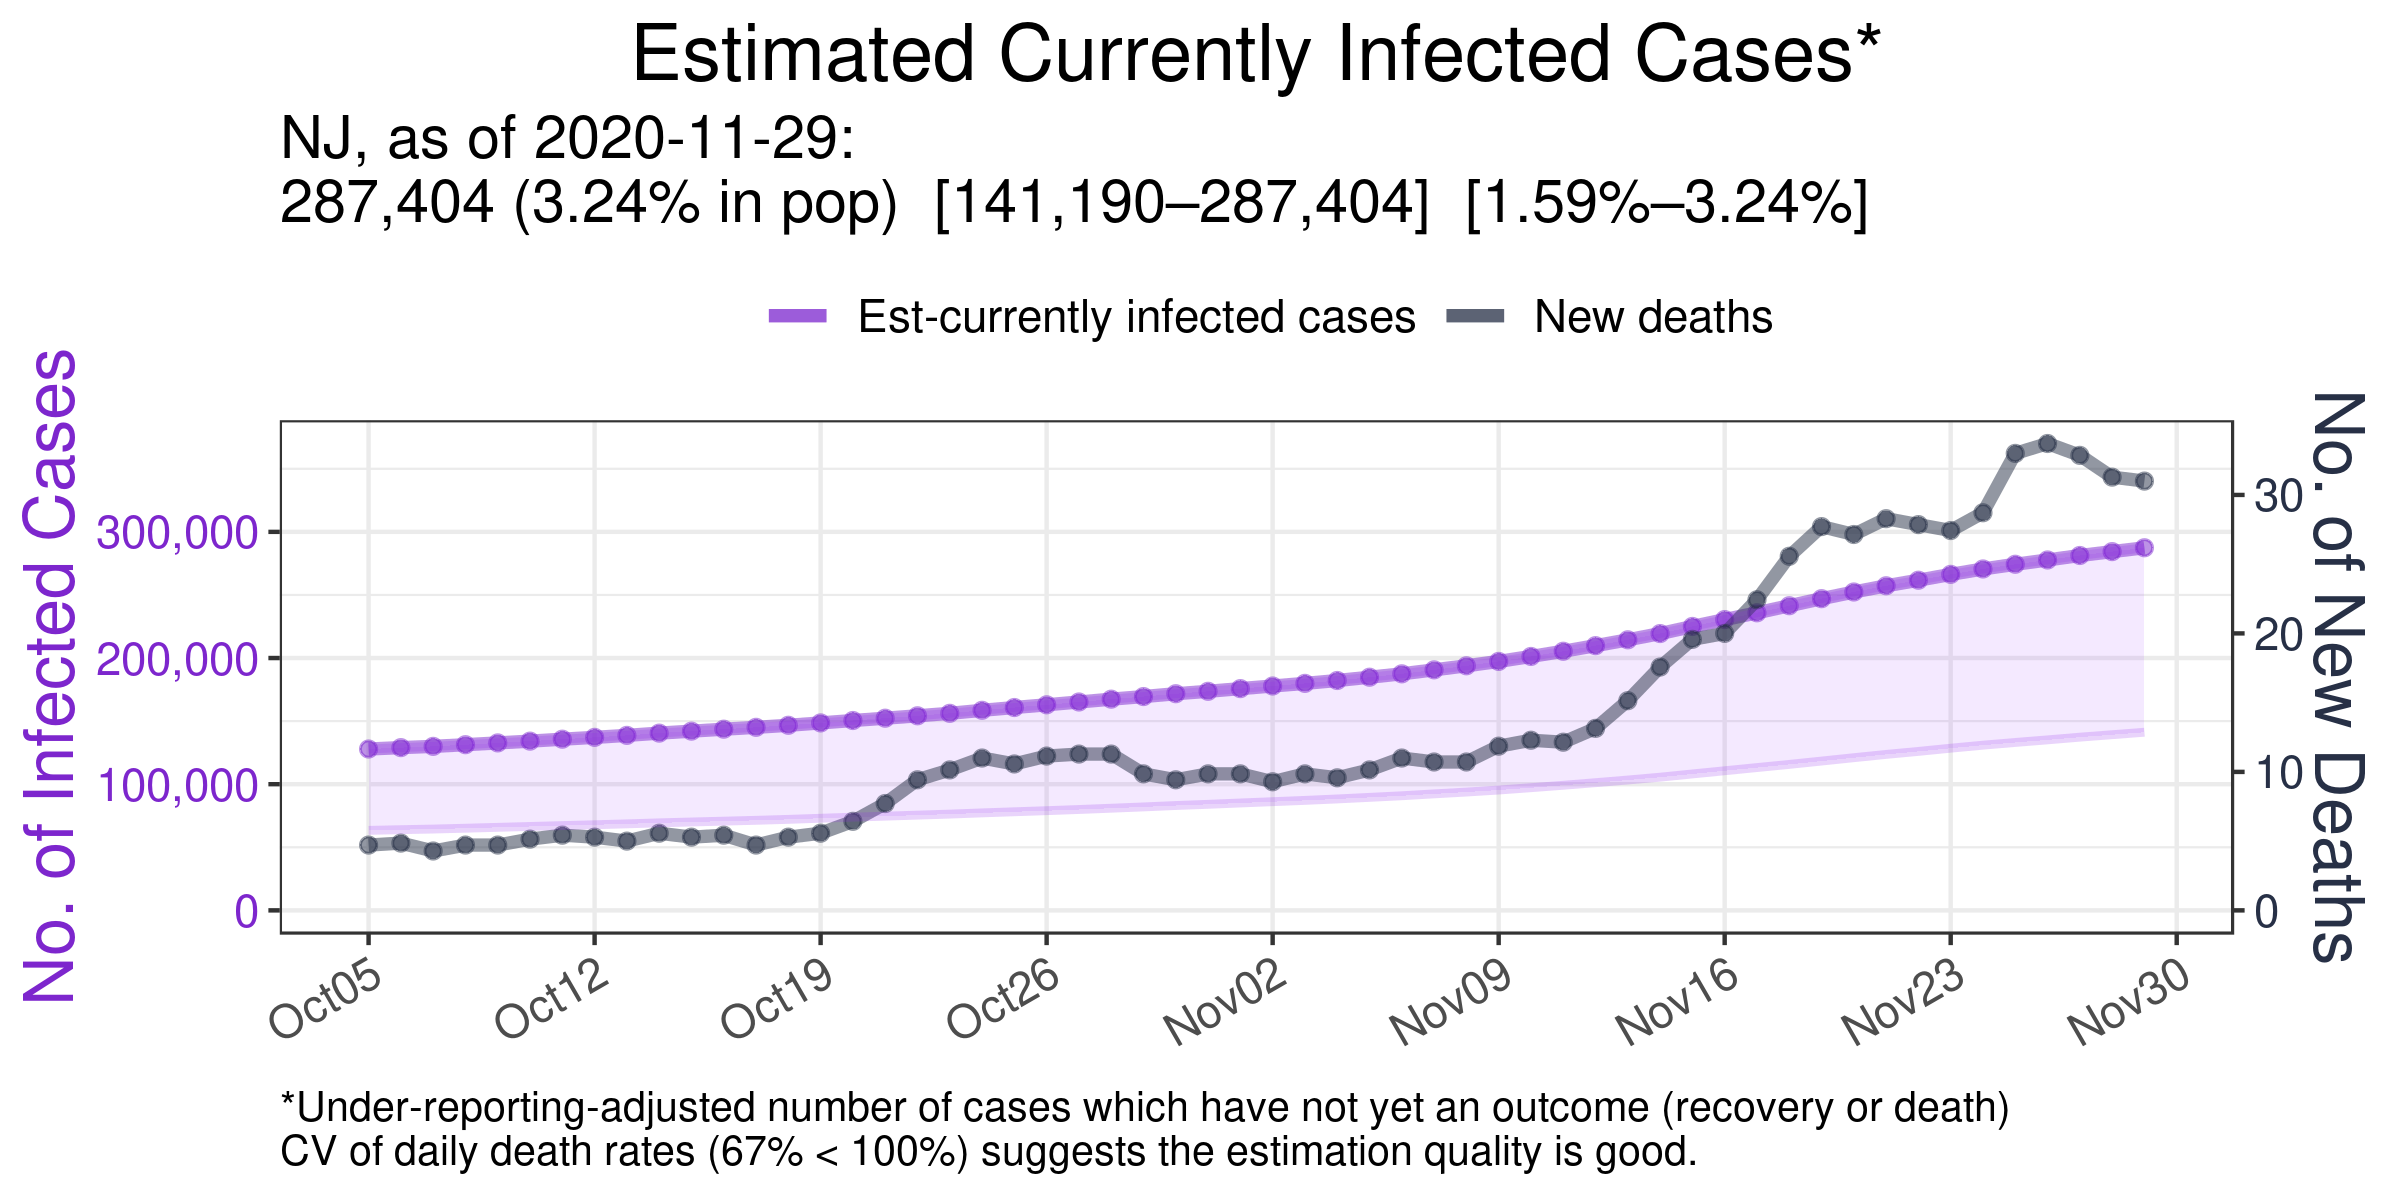 Estimated Currently Infected Cases*
NJ, as of 2020-11-29:
287,404 (3.24% in pop) [141,190–287,404] [1.59%–3.24%]
Est-currently infected cases
New deaths
No. of Infected Cases
300,000
200,000
100,000
0
No. of New Deaths
30
20
10
0
Oct05
Oct12
Oct19
Oct26
Nov02
Nov09
Nov16
Nov23
Nov30
*Under-reporting-adjusted number of cases which have not yet an outcome (recovery or death)
CV of daily death rates (67% < 100%) suggests the estimation quality is good.